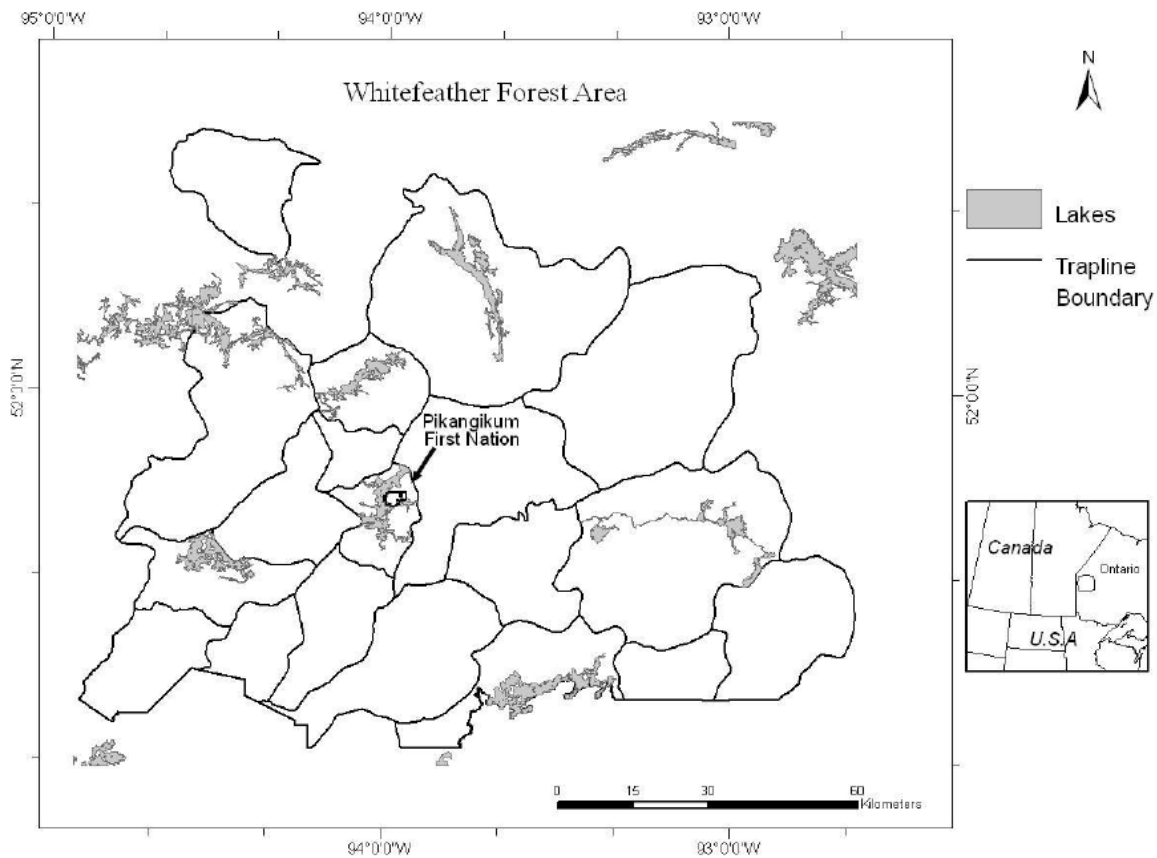 95°0'0"W
94°0'0"W
93°0'0"W
Whitefeather Forest Area
N
Lakes
Trapline
Boundary
52°0'0"N
52°0'0"N
Pikangikum
First Nation
Canada
Ontario
U.S.A
0 15 30 60
Kilometers
94°0'0"W
93°0'0"W